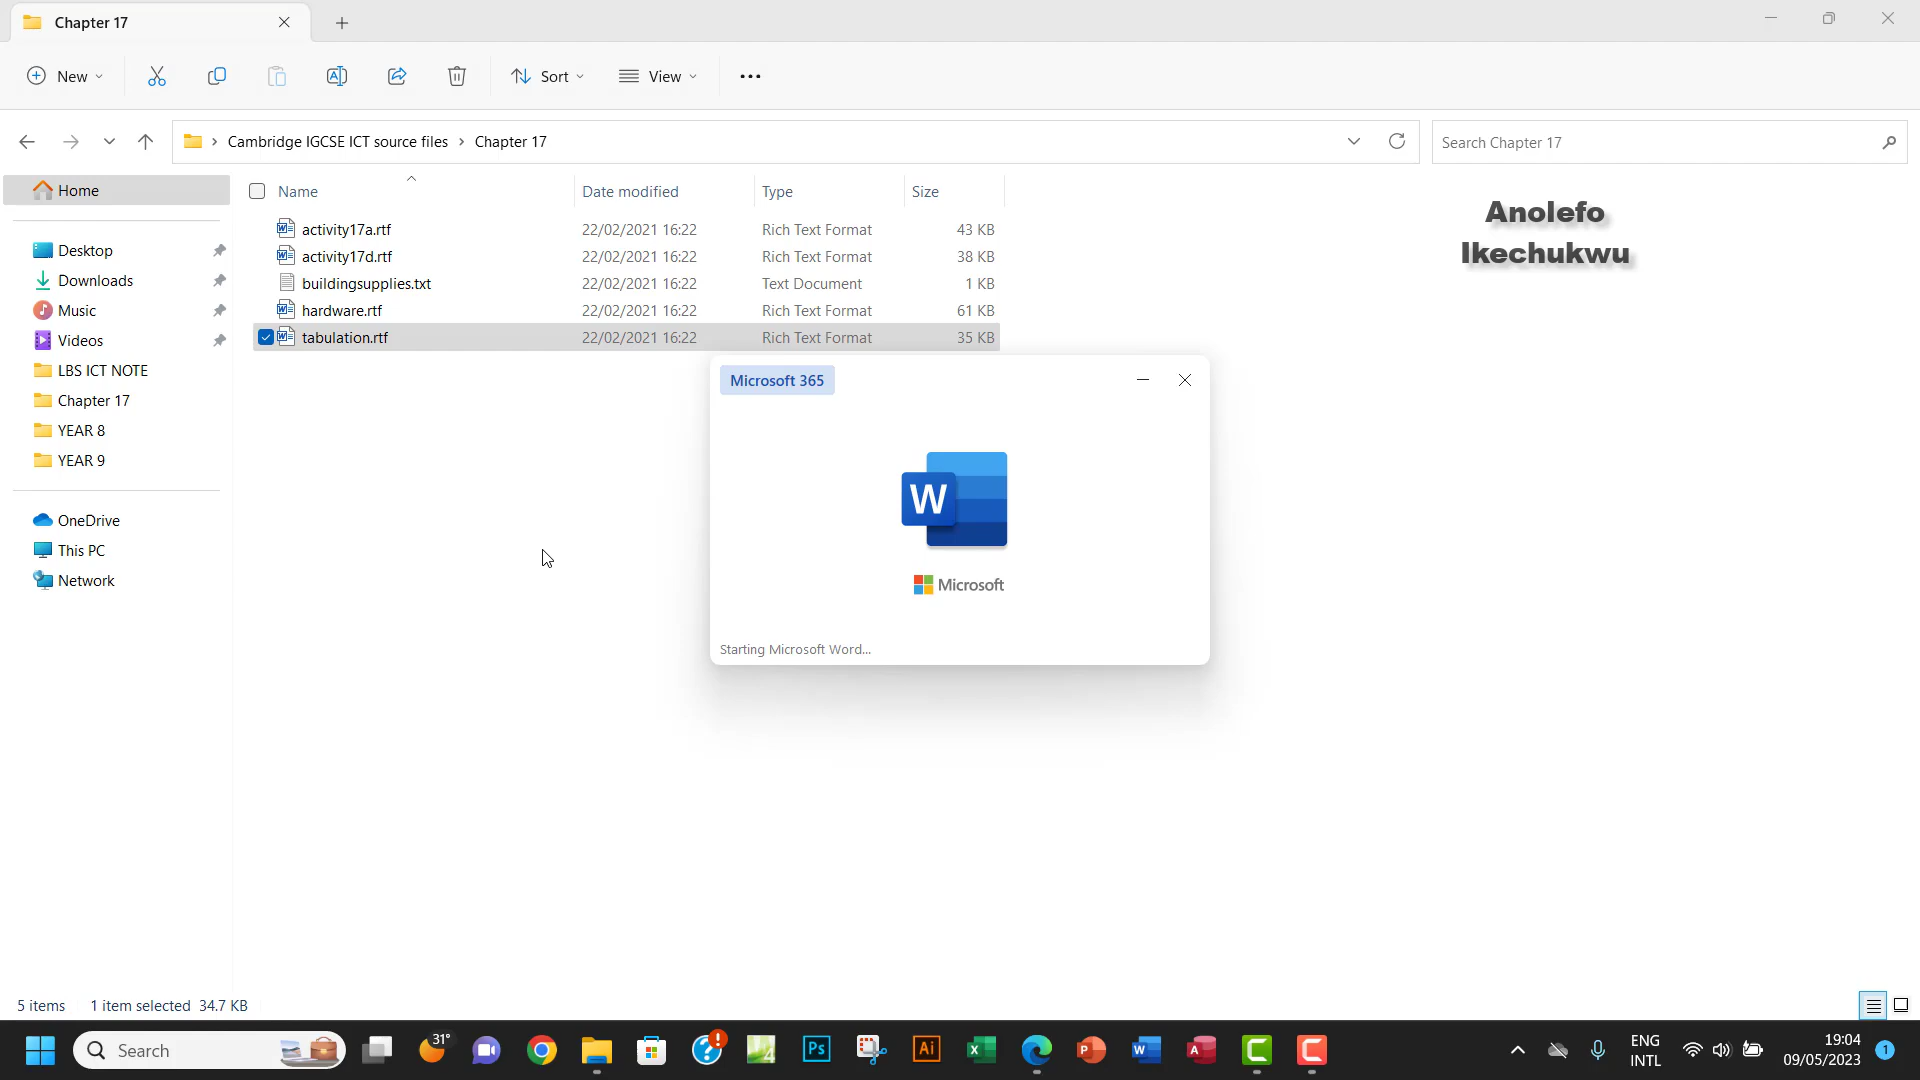 Chapter 17
New
Sort
View
Cambridge IGCSE ICT source files
Chapter 17
Search Chapter 17
Home
Name
Date modified
Type
Size
Anolefo
Ikechukwu
activity17a.rtf 22/02/2021 16:22 Rich Text Format 43 KB
activity17d.rtf 22/02/2021 16:22 Rich Text Format 38 KB
buildingsupplies.txt 22/02/2021 16:22 Text Document 1 KB
hardware.rtf 22/02/2021 16:22 Rich Text Format 61 KB
tabulation.rtf 22/02/2021 16:22 Rich Text Format 35 KB
Desktop
Downloads
Music
Videos
LBS ICT NOTE
Chapter 17
YEAR 8
YEAR 9
OneDrive
This PC
Network
Microsoft 365
W
Microsoft
Starting Microsoft Word...
5 items 1 item selected 34.7 KB
Search
31°
4
Ps
Ai
X
P
W
A
C
C
ENG
INTL
19:04
09/05/2023
1